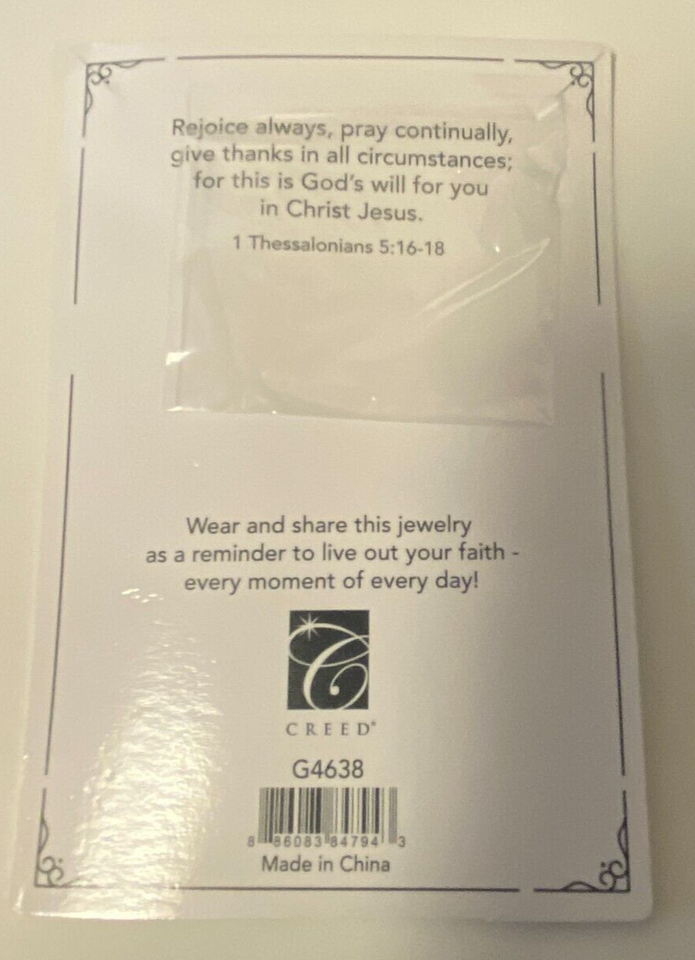 Rejoice always, pray continually,
give thanks in all circumstances;
for this is God's will for you
in Christ Jesus.
1 Thessalonians 5:16-18
Wear and share this jewelry
as a reminder to live out your faith -
every moment of every day!
C
CREED®
G4638
8 86083 84794 3
Made in China